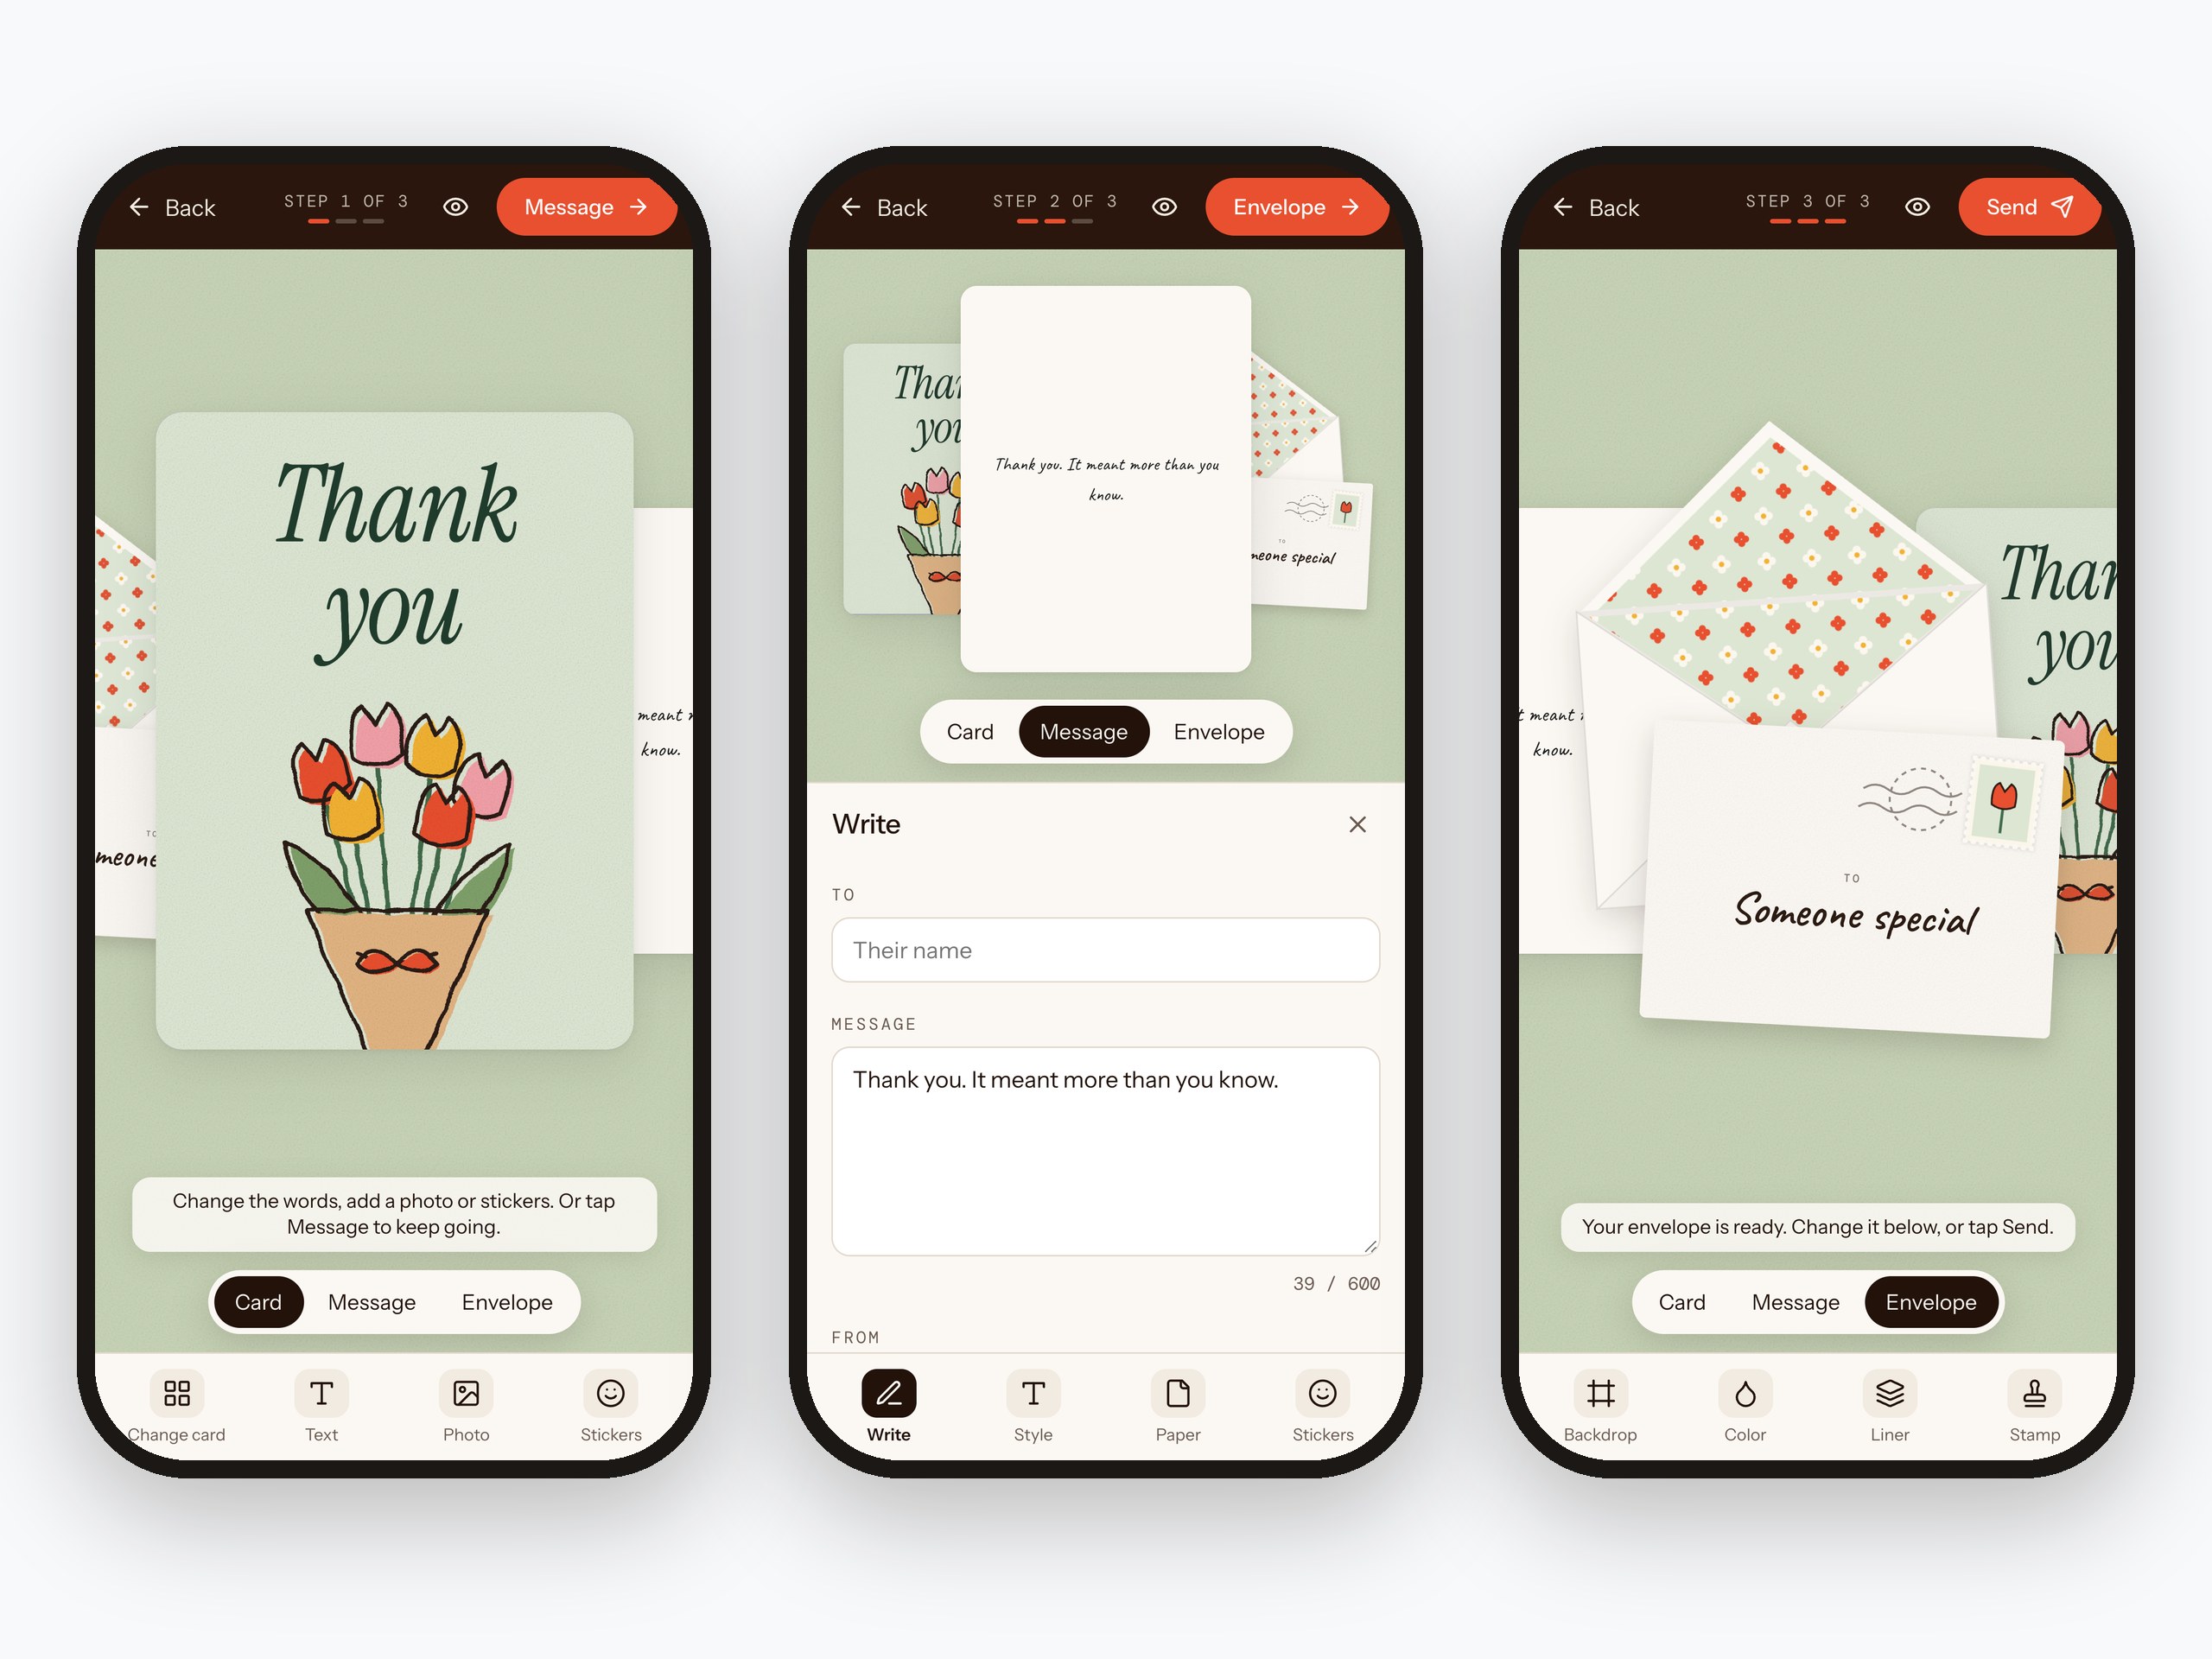 Back
STEP 1 OF 3
Message
Thank
you
TO
meone
meant
know.
Change the words, add a photo or stickers. Or tap
Message to keep going.
Card
Message
Envelope
Change card
Text
Photo
Stickers
Back
STEP 2 OF 3
Envelope
Than
you
Thank you. It meant more than you
know.
TO
meone special
Card
Message
Envelope
Write
TO
Their name
MESSAGE
Thank you. It meant more than you know.
39 / 600
FROM
Write
Style
Paper
Stickers
Back
STEP 3 OF 3
Send
Than
you
t meant
know.
TO
Someone special
Your envelope is ready. Change it below, or tap Send.
Card
Message
Envelope
Backdrop
Color
Liner
Stamp